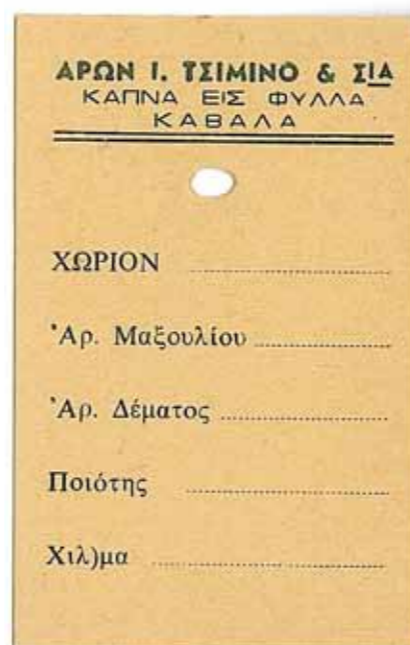 ΑΡΩΝ Ι. ΤΣΙΜΙΝΟ & ΣΙΑ
ΚΑΠΝΑ ΕΙΣ ΦΥΛΛΑ
ΚΑΒΑΛΑ
ΧΩΡΙΟΝ
Ἀρ. Μαξουλίου
Ἀρ. Δέματος
Ποιότης
Χιλ)μα